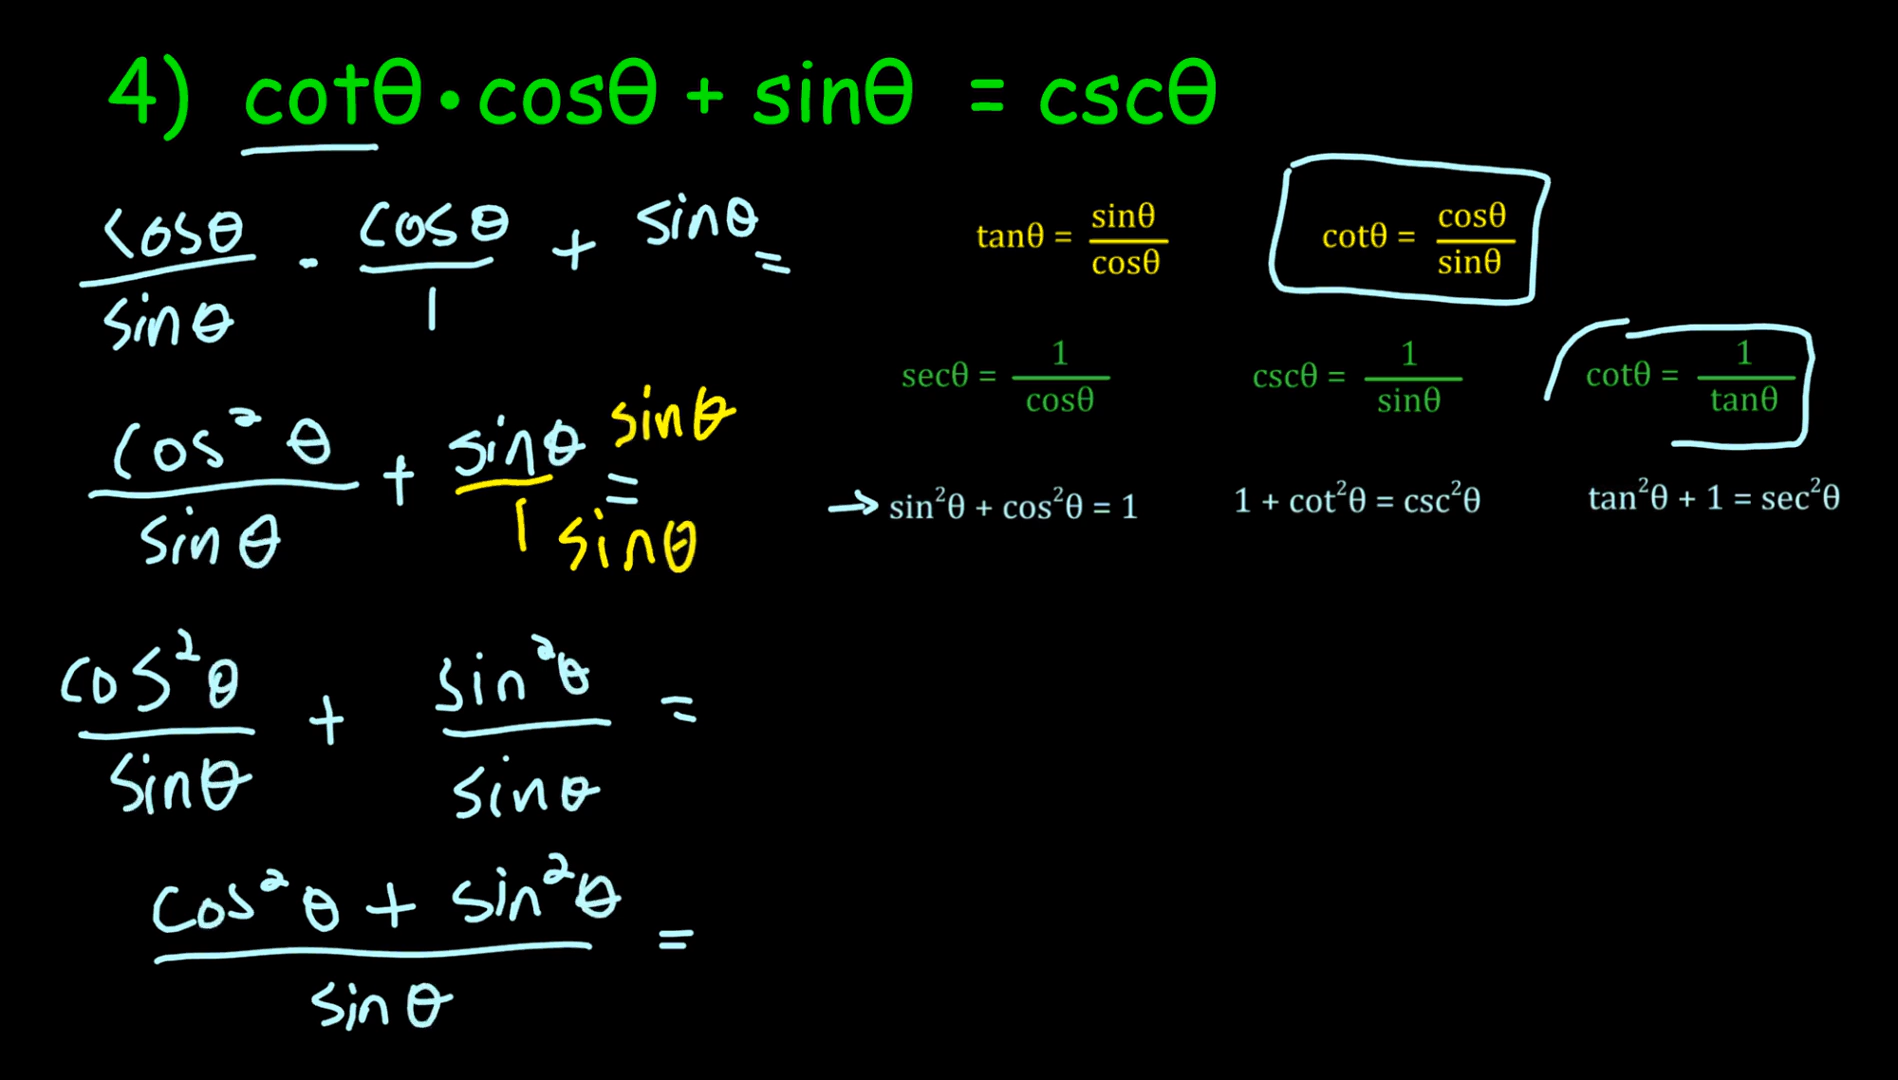 4) cotθ · cosθ + sinθ = cscθ
cosθ/sinθ · cosθ/1 + sinθ =
tanθ = sinθ/cosθ
cotθ = cosθ/sinθ
secθ = 1/cosθ
cscθ = 1/sinθ
cotθ = 1/tanθ
cos²θ/sinθ + sinθ/1 sinθ/sinθ =
→ sin²θ + cos²θ = 1
1 + cot²θ = csc²θ
tan²θ + 1 = sec²θ
cos²θ/sinθ + sin²θ/sinθ =
cos²θ + sin²θ/sinθ =